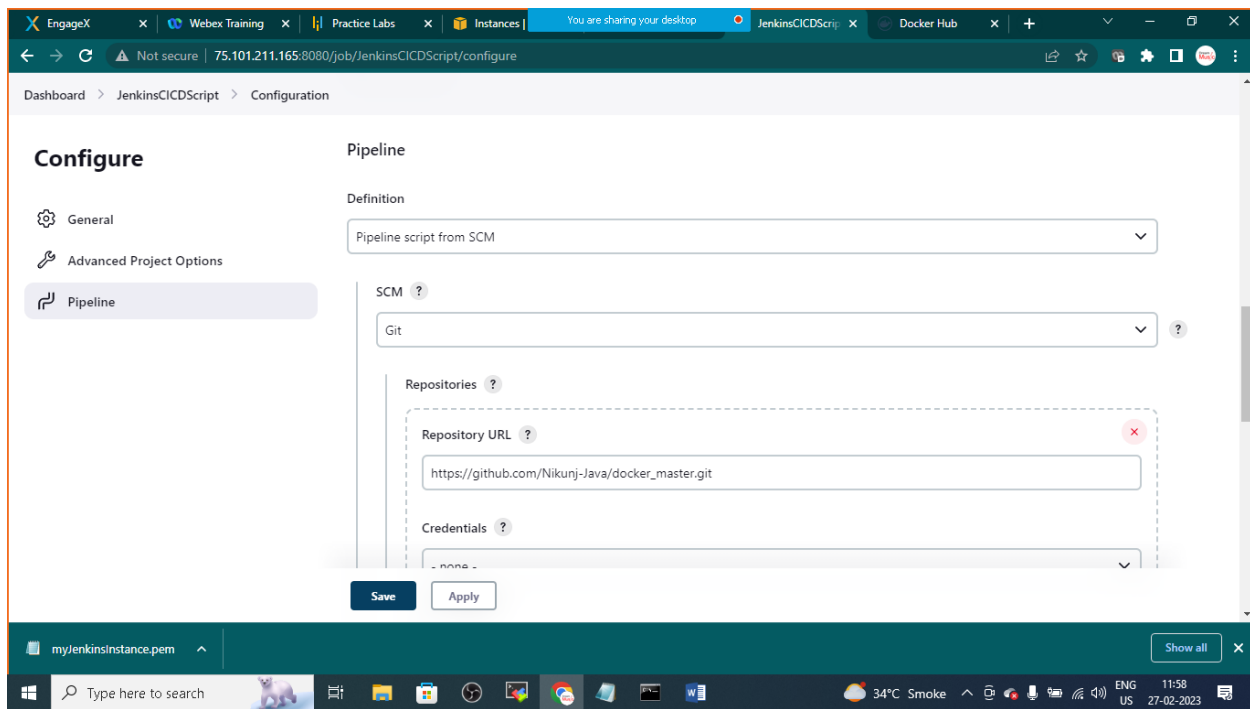 EngageX
Webex Training
Practice Labs
Instances |
You are sharing your desktop
JenkinsCICDScrip
Docker Hub
Not secure | 75.101.211.165:8080/job/JenkinsCICDScript/configure
Dashboard > JenkinsCICDScript > Configuration
Configure
General
Advanced Project Options
Pipeline
Pipeline
Definition
Pipeline script from SCM
SCM ?
Git
?
Repositories ?
Repository URL ?
https://github.com/Nikunj-Java/docker_master.git
Credentials ?
- none -
Save
Apply
myJenkinsInstance.pem
Show all
Type here to search
34°C Smoke
ENG
US
11:58
27-02-2023